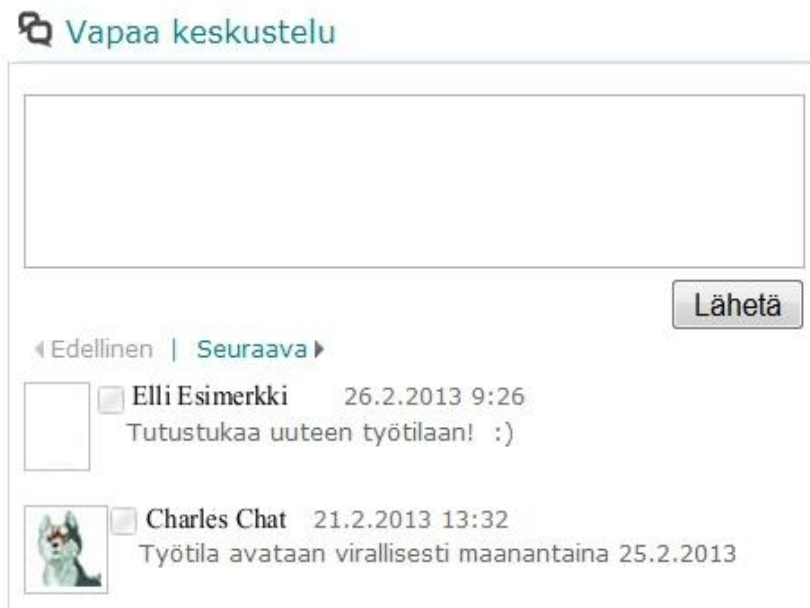 Vapaa keskustelu
Lähetä
Edellinen | Seuraava
Elli Esimerkki 26.2.2013 9:26
Tutustukaa uuteen työtilaan! :)
Charles Chat 21.2.2013 13:32
Työtila avataan virallisesti maanantaina 25.2.2013